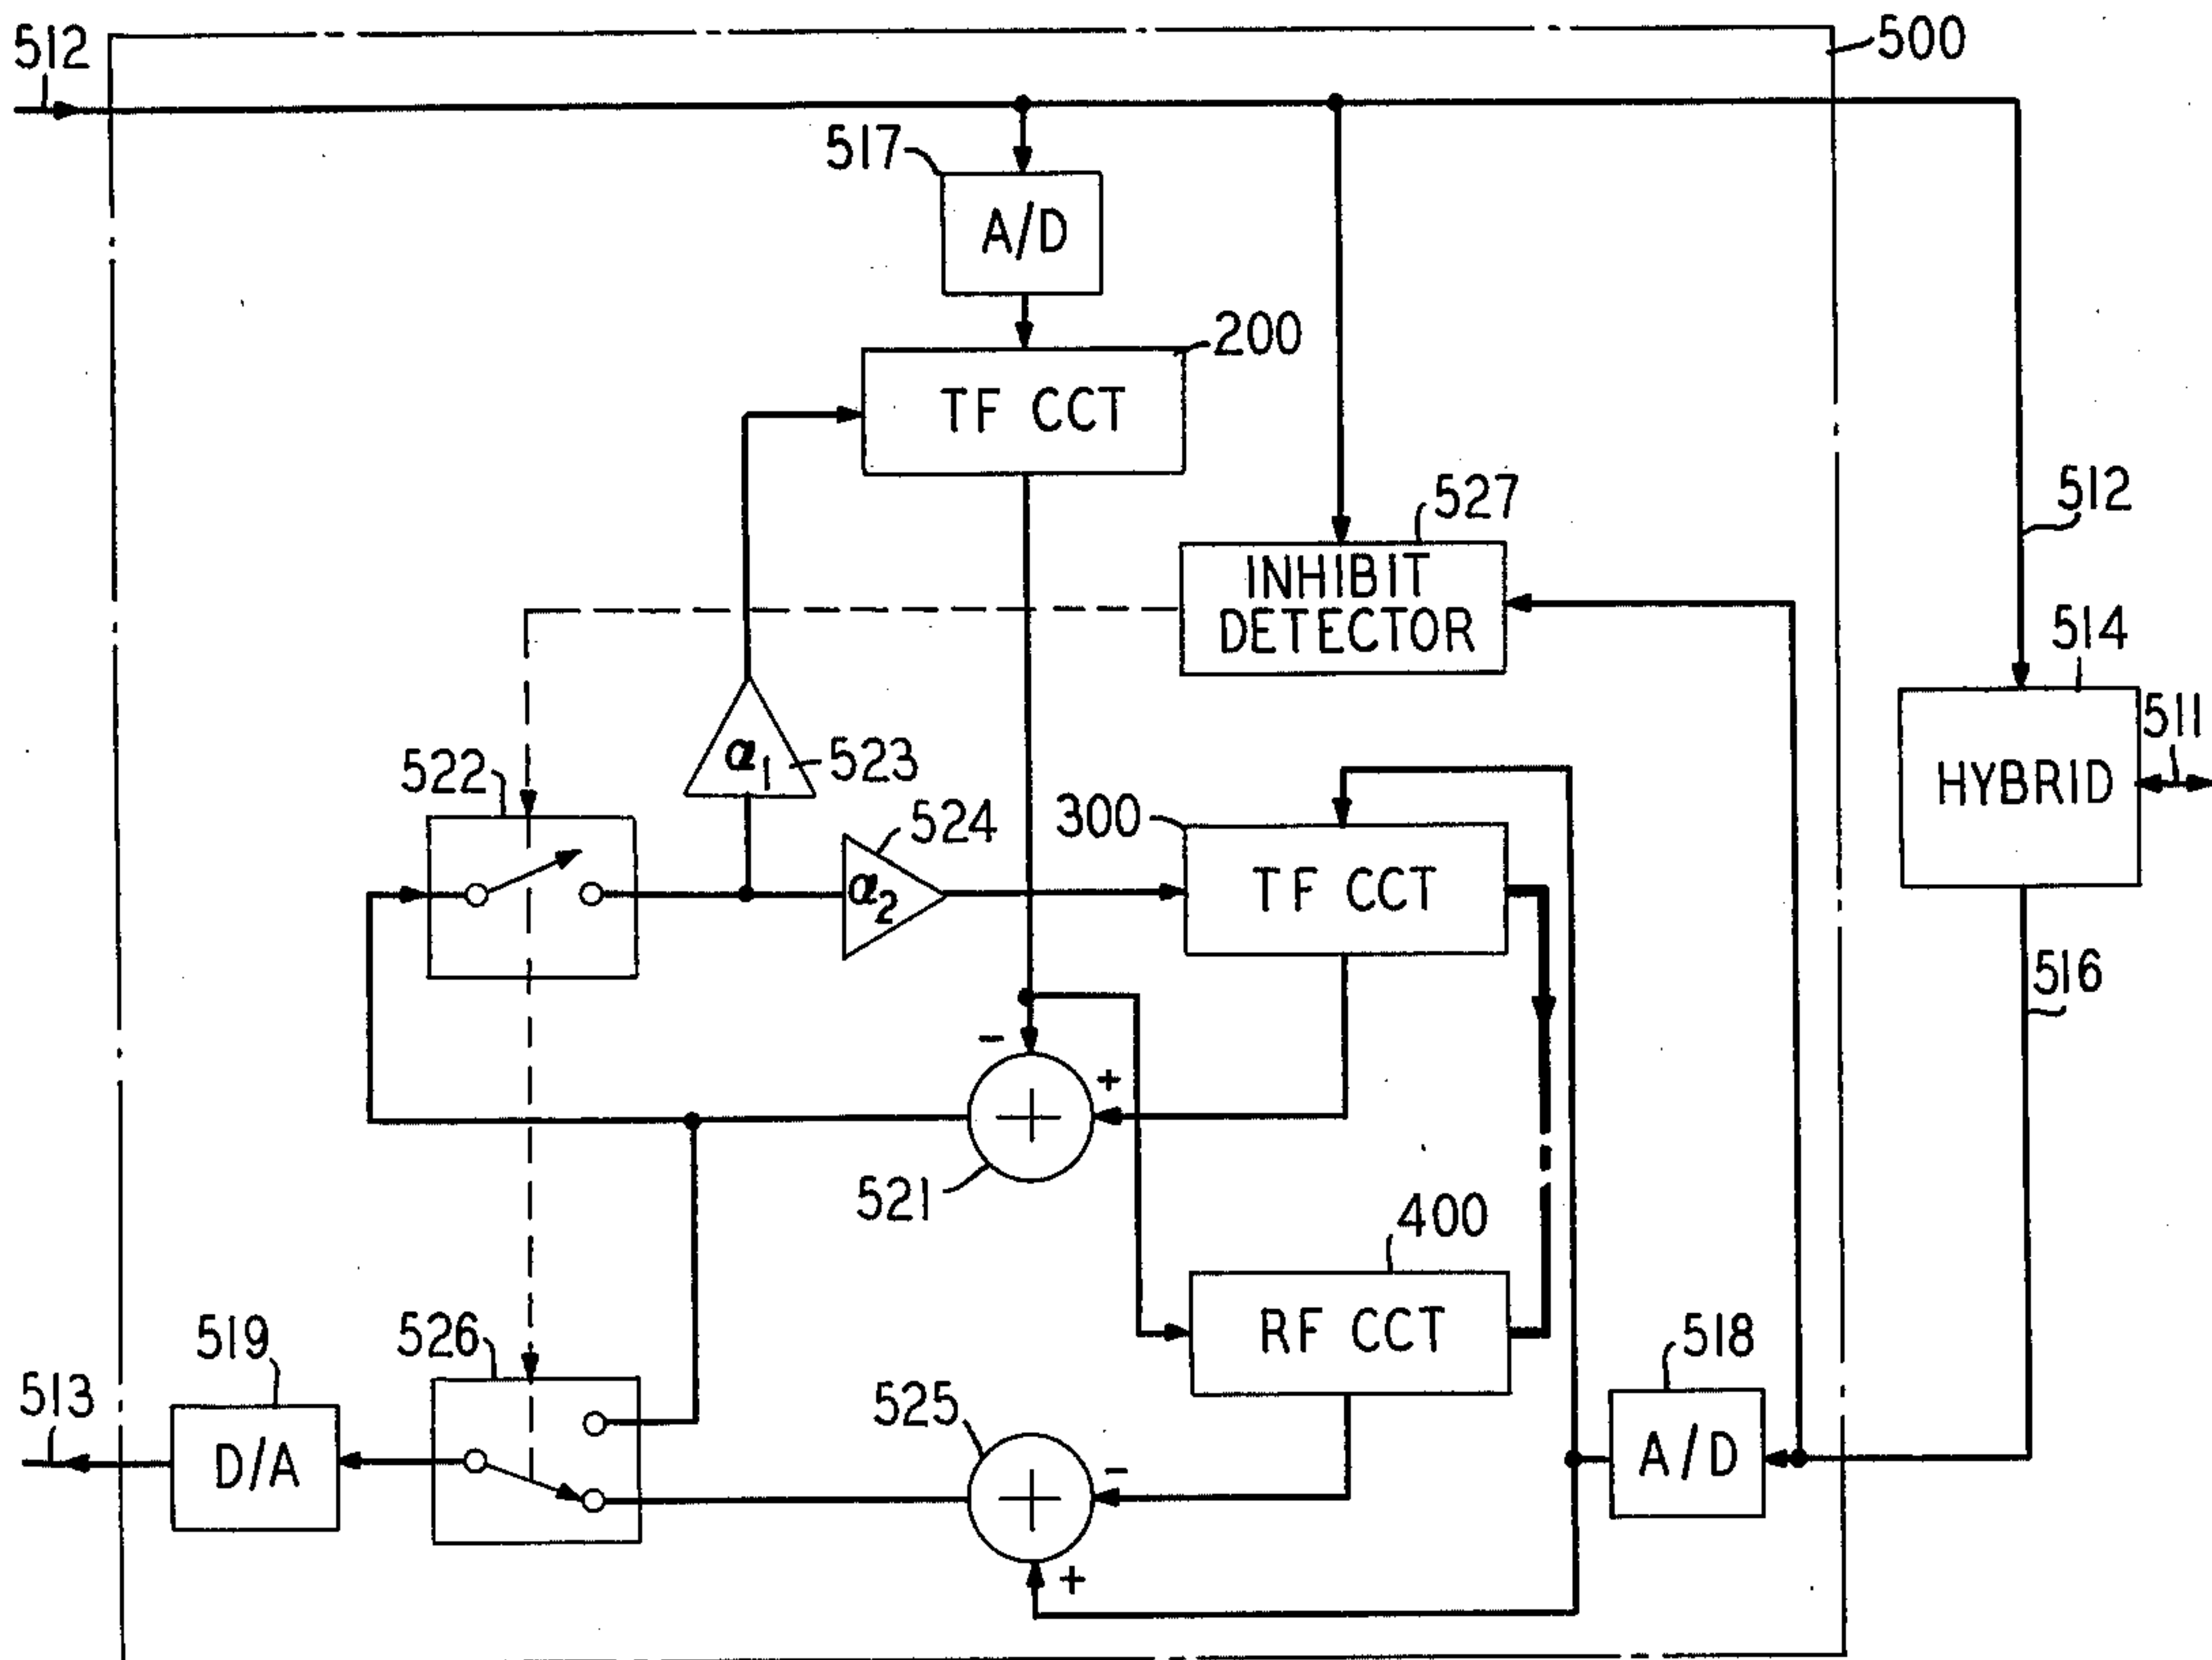 512
500
517
A/D
200
TF CCT
527
INHIBIT
DETECTOR
512
514
HYBRID
511
α1
523
522
524
α2
300
TF CCT
516
-
+
521
400
RF CCT
519
526
518
513
D/A
525
-
A/D
+